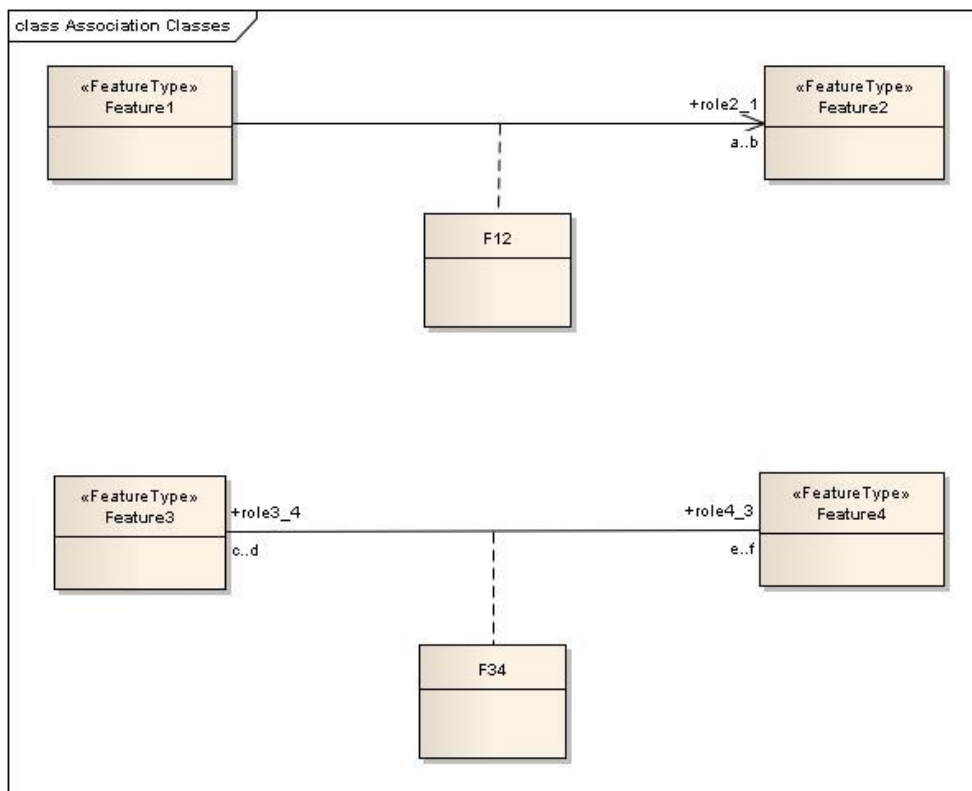 class Association Classes
«FeatureType»
Feature1
+role2_1
a..b
«FeatureType»
Feature2
F12
«FeatureType»
Feature3
+role3_4
c..d
+role4_3
e..f
«FeatureType»
Feature4
F34